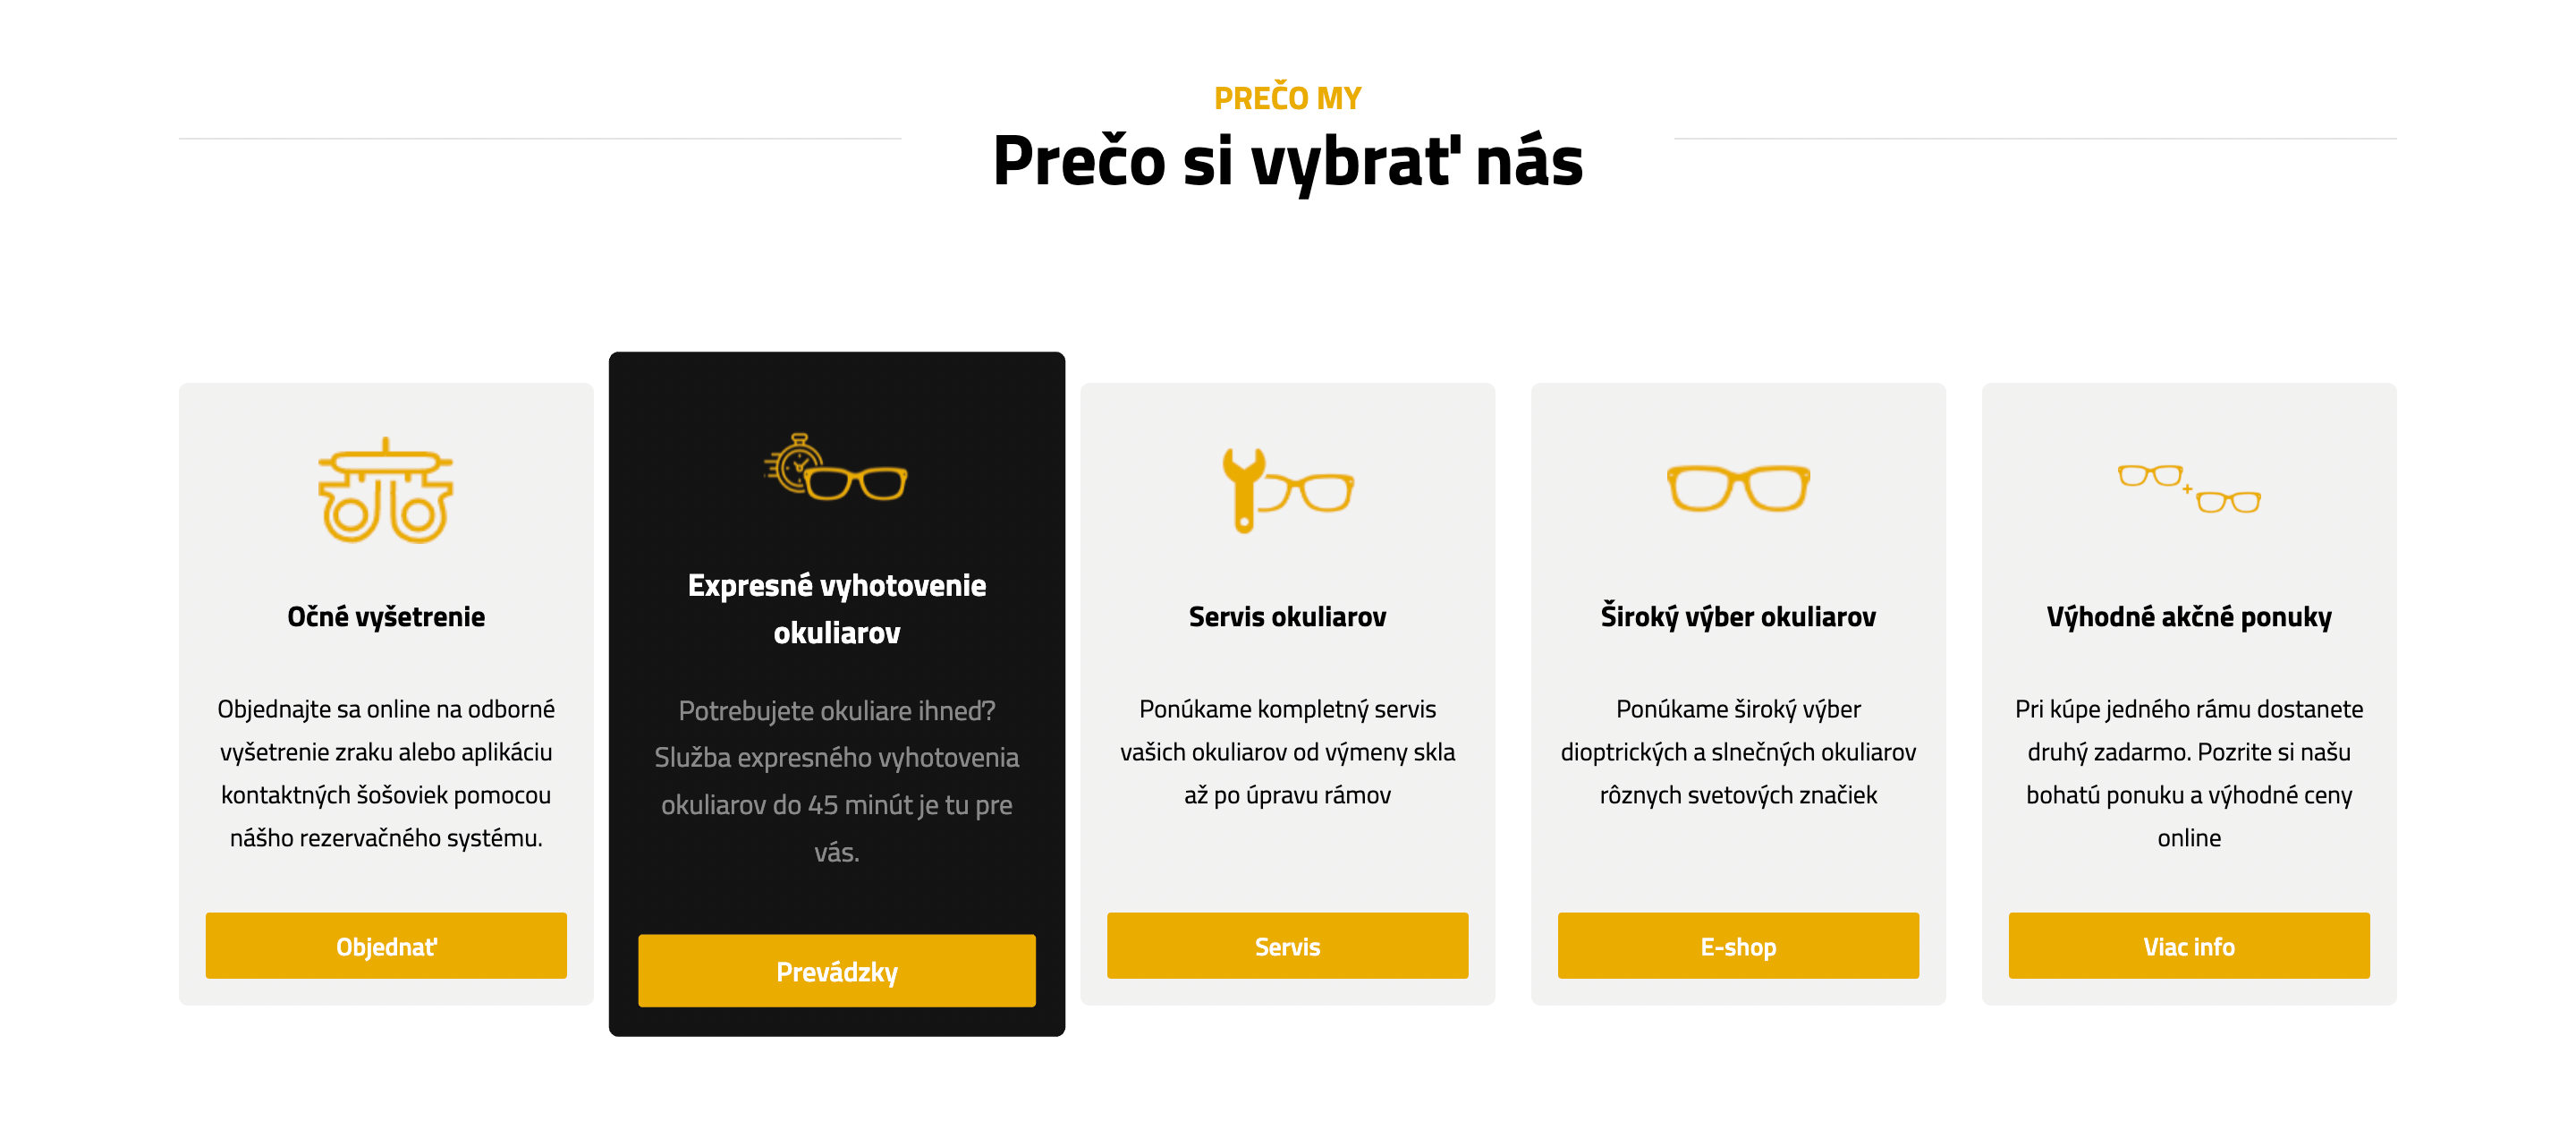 PREČO MY
Prečo si vybrať nás
Očné vyšetrenie
Objednajte sa online na odborné
vyšetrenie zraku alebo aplikáciu
kontaktných šošoviek pomocou
nášho rezervačného systému.
Objednať
Expresné vyhotovenie
okuliarov
Potrebujete okuliare ihneď?
Služba expresného vyhotovenia
okuliarov do 45 minút je tu pre
vás.
Prevádzky
Servis okuliarov
Ponúkame kompletný servis
vašich okuliarov od výmeny skla
až po úpravu rámov
Servis
Široký výber okuliarov
Ponúkame široký výber
dioptrických a slnečných okuliarov
rôznych svetových značiek
E-shop
Výhodné akčné ponuky
Pri kúpe jedného rámu dostanete
druhý zadarmo. Pozrite si našu
bohatú ponuku a výhodné ceny
online
Viac info